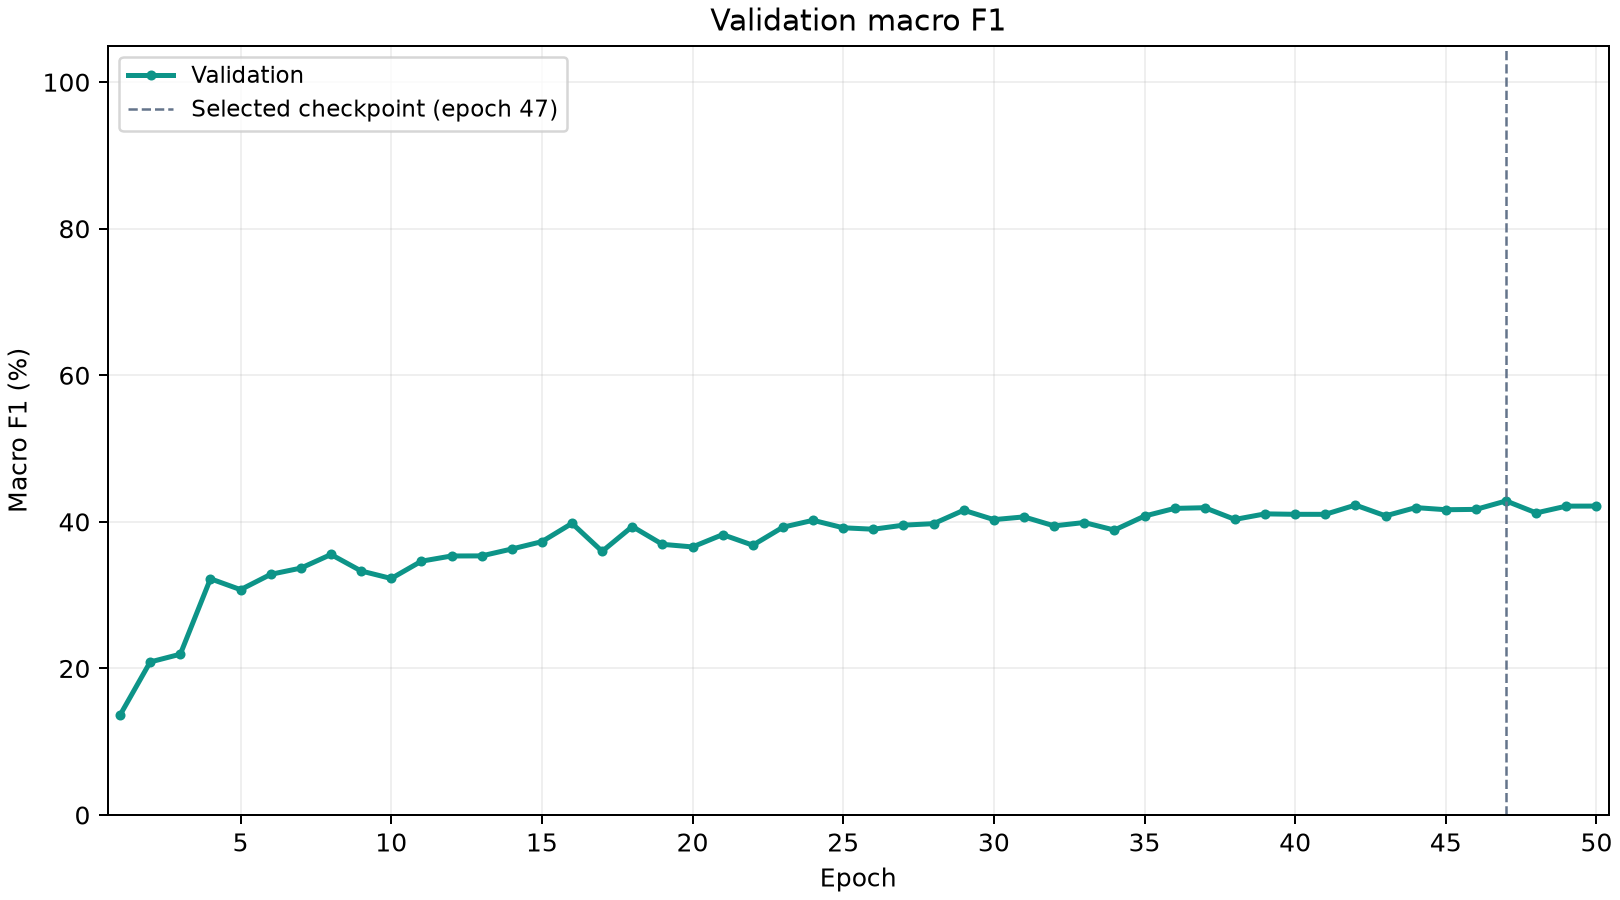 Validation macro F1
Validation
Selected checkpoint (epoch 47)
Macro F1 (%)
100
80
60
40
20
0
5 10 15 20 25 30 35 40 45 50
Epoch